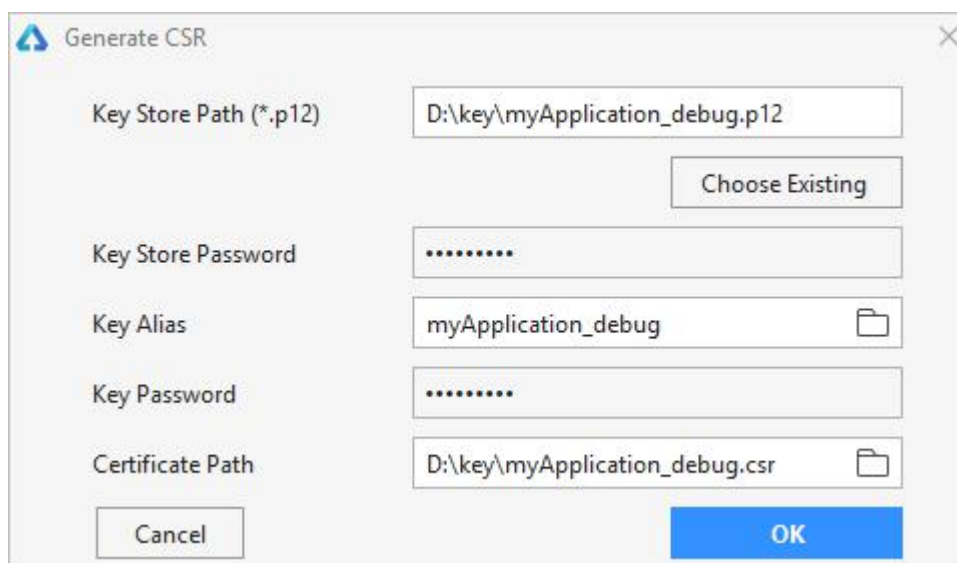 Generate CSR
Key Store Path (*.p12) D:\key\myApplication_debug.p12
Choose Existing
Key Store Password •••••••••
Key Alias myApplication_debug
Key Password •••••••••
Certificate Path D:\key\myApplication_debug.csr
Cancel OK